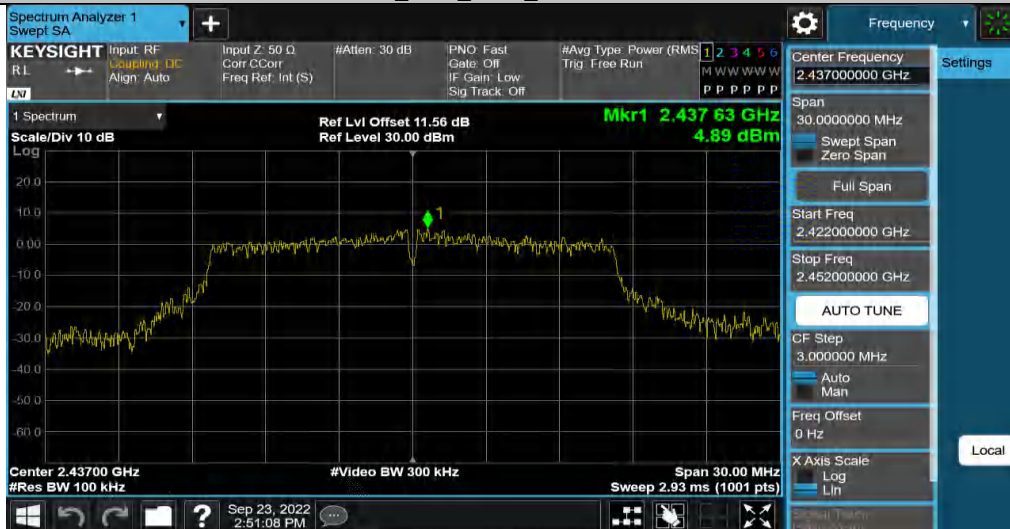 Spectrum Analyzer 1
Swept SA
+
Frequency
KEYSIGHT
RL
LXI
Input: RF
Coupling: DC
Align: Auto
Input Z: 50 Ω
Corr CCorr
Freq Ref: Int (S)
#Atten: 30 dB
PNO: Fast
Gate: Off
IF Gain: Low
Sig Track: Off
#Avg Type: Power (RMS
Trig: Free Run
1 2 3 4 5 6
M W W W W W
P P P P P P
1 Spectrum
Scale/Div 10 dB
Log
Ref Lvl Offset 11.56 dB
Ref Level 30.00 dBm
Mkr1 2.437 63 GHz
4.89 dBm
20.0
10.0
0.00
-10.0
-20.0
-30.0
-40.0
-50.0
-60.0
1
Center 2.43700 GHz
#Res BW 100 kHz
#Video BW 300 kHz
Span 30.00 MHz
Sweep 2.93 ms (1001 pts)
Center Frequency
2.437000000 GHz
Span
30.0000000 MHz
Swept Span
Zero Span
Full Span
Start Freq
2.422000000 GHz
Stop Freq
2.452000000 GHz
AUTO TUNE
CF Step
3.000000 MHz
Auto
Man
Freq Offset
0 Hz
X Axis Scale
Log
Lin
Settings
Local
?
Sep 23, 2022
2:51:08 PM